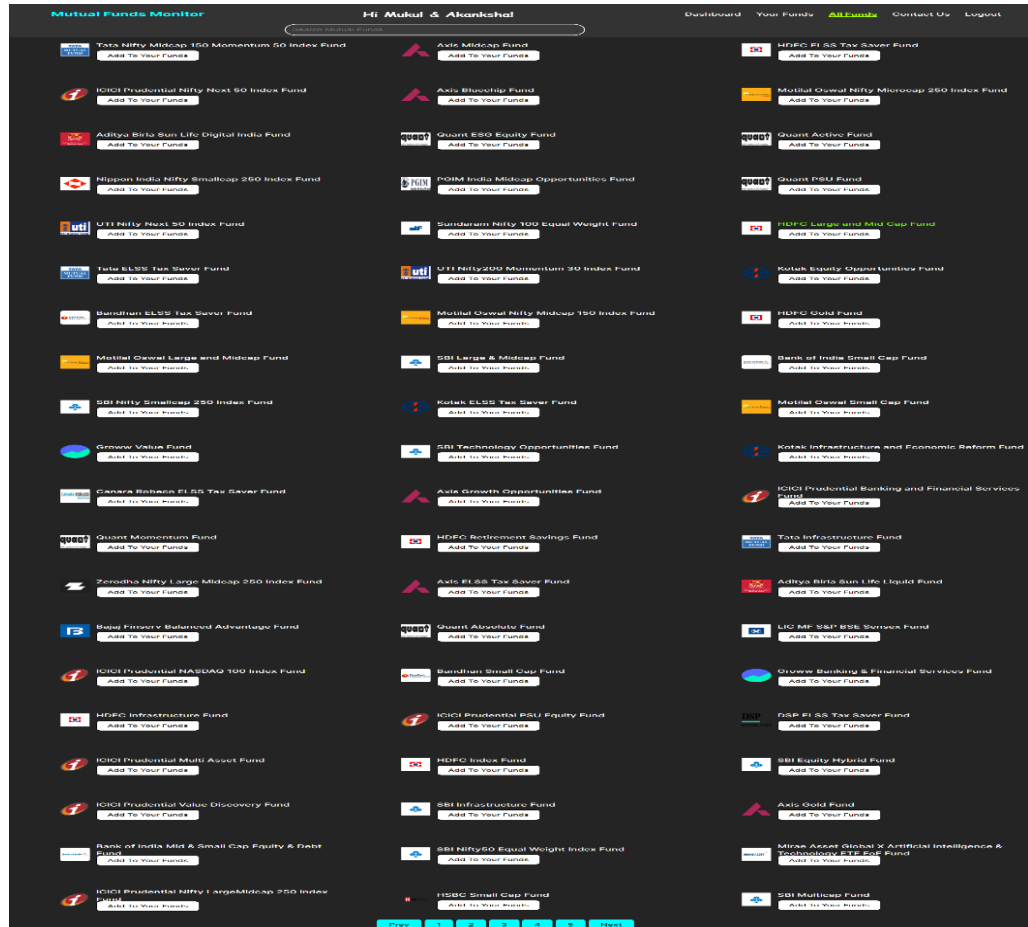 Mutual Funds Monitor
Hi Mukul & Akanksha!
Dashboard Your Funds All Funds Contact Us Logout
Search Mutual Funds
Tata Nifty Midcap 150 Momentum 50 Index Fund
Add To Your Funds
Axis Midcap Fund
Add To Your Funds
HDFC ELSS Tax Saver Fund
Add To Your Funds
ICICI Prudential Nifty Next 50 Index Fund
Add To Your Funds
Axis Bluechip Fund
Add To Your Funds
Motilal Oswal Nifty Microcap 250 Index Fund
Add To Your Funds
Aditya Birla Sun Life Digital India Fund
Add To Your Funds
quant
Quant ESG Equity Fund
Add To Your Funds
quant
Quant Active Fund
Add To Your Funds
Nippon India Nifty Smallcap 250 Index Fund
Add To Your Funds
PGIM
PGIM India Midcap Opportunities Fund
Add To Your Funds
quant
Quant PSU Fund
Add To Your Funds
uti
UTI Nifty Next 50 Index Fund
Add To Your Funds
Sundaram Nifty 100 Equal Weight Fund
Add To Your Funds
HDFC Large and Mid Cap Fund
Add To Your Funds
Tata ELSS Tax Saver Fund
Add To Your Funds
uti
UTI Nifty200 Momentum 30 Index Fund
Add To Your Funds
Kotak Equity Opportunities Fund
Add To Your Funds
Bandhan ELSS Tax Saver Fund
Add To Your Funds
Motilal Oswal Nifty Midcap 150 Index Fund
Add To Your Funds
HDFC Gold Fund
Add To Your Funds
Motilal Oswal Large and Midcap Fund
Add To Your Funds
SBI Large & Midcap Fund
Add To Your Funds
Bank of India Small Cap Fund
Add To Your Funds
SBI Nifty Smallcap 250 Index Fund
Add To Your Funds
Kotak ELSS Tax Saver Fund
Add To Your Funds
Motilal Oswal Small Cap Fund
Add To Your Funds
Groww Value Fund
Add To Your Funds
SBI Technology Opportunities Fund
Add To Your Funds
Kotak Infrastructure and Economic Reform Fund
Add To Your Funds
Canara Robeco ELSS Tax Saver Fund
Add To Your Funds
Axis Growth Opportunities Fund
Add To Your Funds
ICICI Prudential Banking and Financial Services
Fund
Add To Your Funds
quant
Quant Momentum Fund
Add To Your Funds
HDFC Retirement Savings Fund
Add To Your Funds
Tata Infrastructure Fund
Add To Your Funds
Zerodha Nifty Large Midcap 250 Index Fund
Add To Your Funds
Axis ELSS Tax Saver Fund
Add To Your Funds
Aditya Birla Sun Life Liquid Fund
Add To Your Funds
Bajaj Finserv Balanced Advantage Fund
Add To Your Funds
quant
Quant Absolute Fund
Add To Your Funds
LIC MF S&P BSE Sensex Fund
Add To Your Funds
ICICI Prudential NASDAQ 100 Index Fund
Add To Your Funds
Bandhan Small Cap Fund
Add To Your Funds
Groww Banking & Financial Services Fund
Add To Your Funds
HDFC Infrastructure Fund
Add To Your Funds
ICICI Prudential PSU Equity Fund
Add To Your Funds
DSP
DSP ELSS Tax Saver Fund
Add To Your Funds
ICICI Prudential Multi Asset Fund
Add To Your Funds
HDFC Index Fund
Add To Your Funds
SBI Equity Hybrid Fund
Add To Your Funds
ICICI Prudential Value Discovery Fund
Add To Your Funds
SBI Infrastructure Fund
Add To Your Funds
Axis Gold Fund
Add To Your Funds
Bank of India Mid & Small Cap Equity & Debt
Fund
Add To Your Funds
SBI Nifty50 Equal Weight Index Fund
Add To Your Funds
Mirae Asset Global X Artificial Intelligence &
Technology ETF FoF Fund
Add To Your Funds
ICICI Prudential Nifty LargeMidcap 250 Index
Fund
Add To Your Funds
HSBC Small Cap Fund
Add To Your Funds
SBI Multicap Fund
Add To Your Funds
Prev 1 2 3 4 5 Next